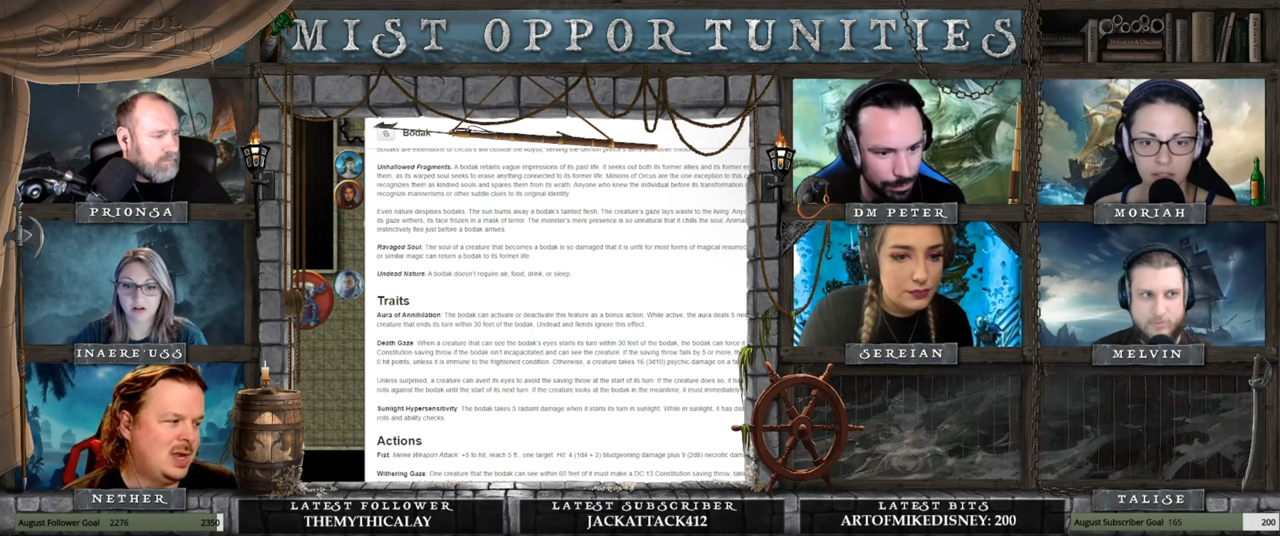 LAWFUL
STUPID
MIST OPPORTUNITIES
PRIONSA
INAERE'USS
NETHER
August Follower Goal 2276 2350
Bodak
Bodaks are extensions of Orcus's will outside the Abyss, serving the demon prince's aims and other
Unhallowed Fragments. A bodak retains vague impressions of its past life. It seeks out both its former allies and its former
them, as its warped soul seeks to erase anything connected to its former life. Minions of Orcus are the one exception to this
recognizes them as kindred souls and spares them from its wrath. Anyone who knew the individual before its transformation
recognize mannerisms or other subtle clues to its original identity.
Even nature despises bodaks. The sun burns away a bodak's tainted flesh. The creature's gaze lays waste to the living.
its gaze withers, its face frozen in a mask of terror. The monster's mere presence is so unnatural that it chills the soul.
instinctively flee just before a bodak arrives.
Ravaged Soul. The soul of a creature that becomes a bodak is so damaged that it is unfit for most forms of magical
or similar magic can return a bodak to its former life.
Undead Nature. A bodak doesn't require air, food, drink, or sleep.
Traits
Aura of Annihilation: The bodak can activate or deactivate this feature as a bonus action. While active, the aura deals 5
creature that ends its turn within 30 feet of the bodak. Undead and fiends ignore this effect.
Death Gaze: When a creature that can see the bodak's eyes starts its turn within 30 feet of the bodak, the bodak can force it
Constitution saving throw if the bodak isn't incapacitated and can see the creature. If the saving throw fails by 5 or more,
0 hit points, unless it is immune to the frightened condition. Otherwise, a creature takes 16 (3d10) psychic damage on a
Unless surprised, a creature can avert its eyes to avoid the saving throw at the start of its turn. If the creature does so, it
rolls against the bodak until the start of its next turn. If the creature looks at the bodak in the meantime, it must immediately
Sunlight Hypersensitivity: The bodak takes 5 radiant damage when it starts its turn in sunlight. While in sunlight, it has
rolls and ability checks.
Actions
Fist: Melee Weapon Attack: +5 to hit, reach 5 ft., one target. Hit: 4 (1d4 + 2) bludgeoning damage plus 9 (2d8) necrotic
Withering Gaze: One creature that the bodak can see within 60 feet of it must make a DC 13 Constitution saving throw,
DM PETER
MORIAH
SEREIAN
MELVIN
TALISE
LATEST FOLLOWER
THEMYTHICALAY
LATEST SUBSCRIBER
JACKATTACK412
LATEST BITS
ARTOFMIKEDISNEY: 200
August Subscriber Goal 165 200